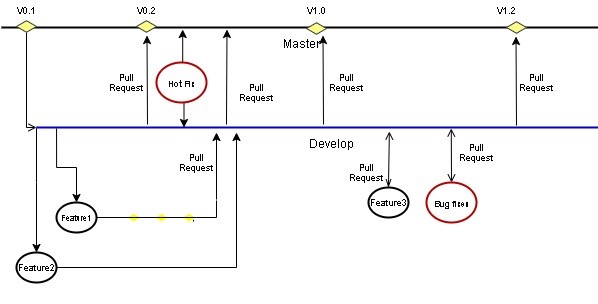 V0.1
V0.2
V1.0
V1.2
Master
Pull
Request
Hot Fix
Pull
Request
Pull
Request
Pull
Request
Develop
Pull
Request
Pull
Request
Pull
Request
Feature1
Feature3
Bug fixes
Feature2